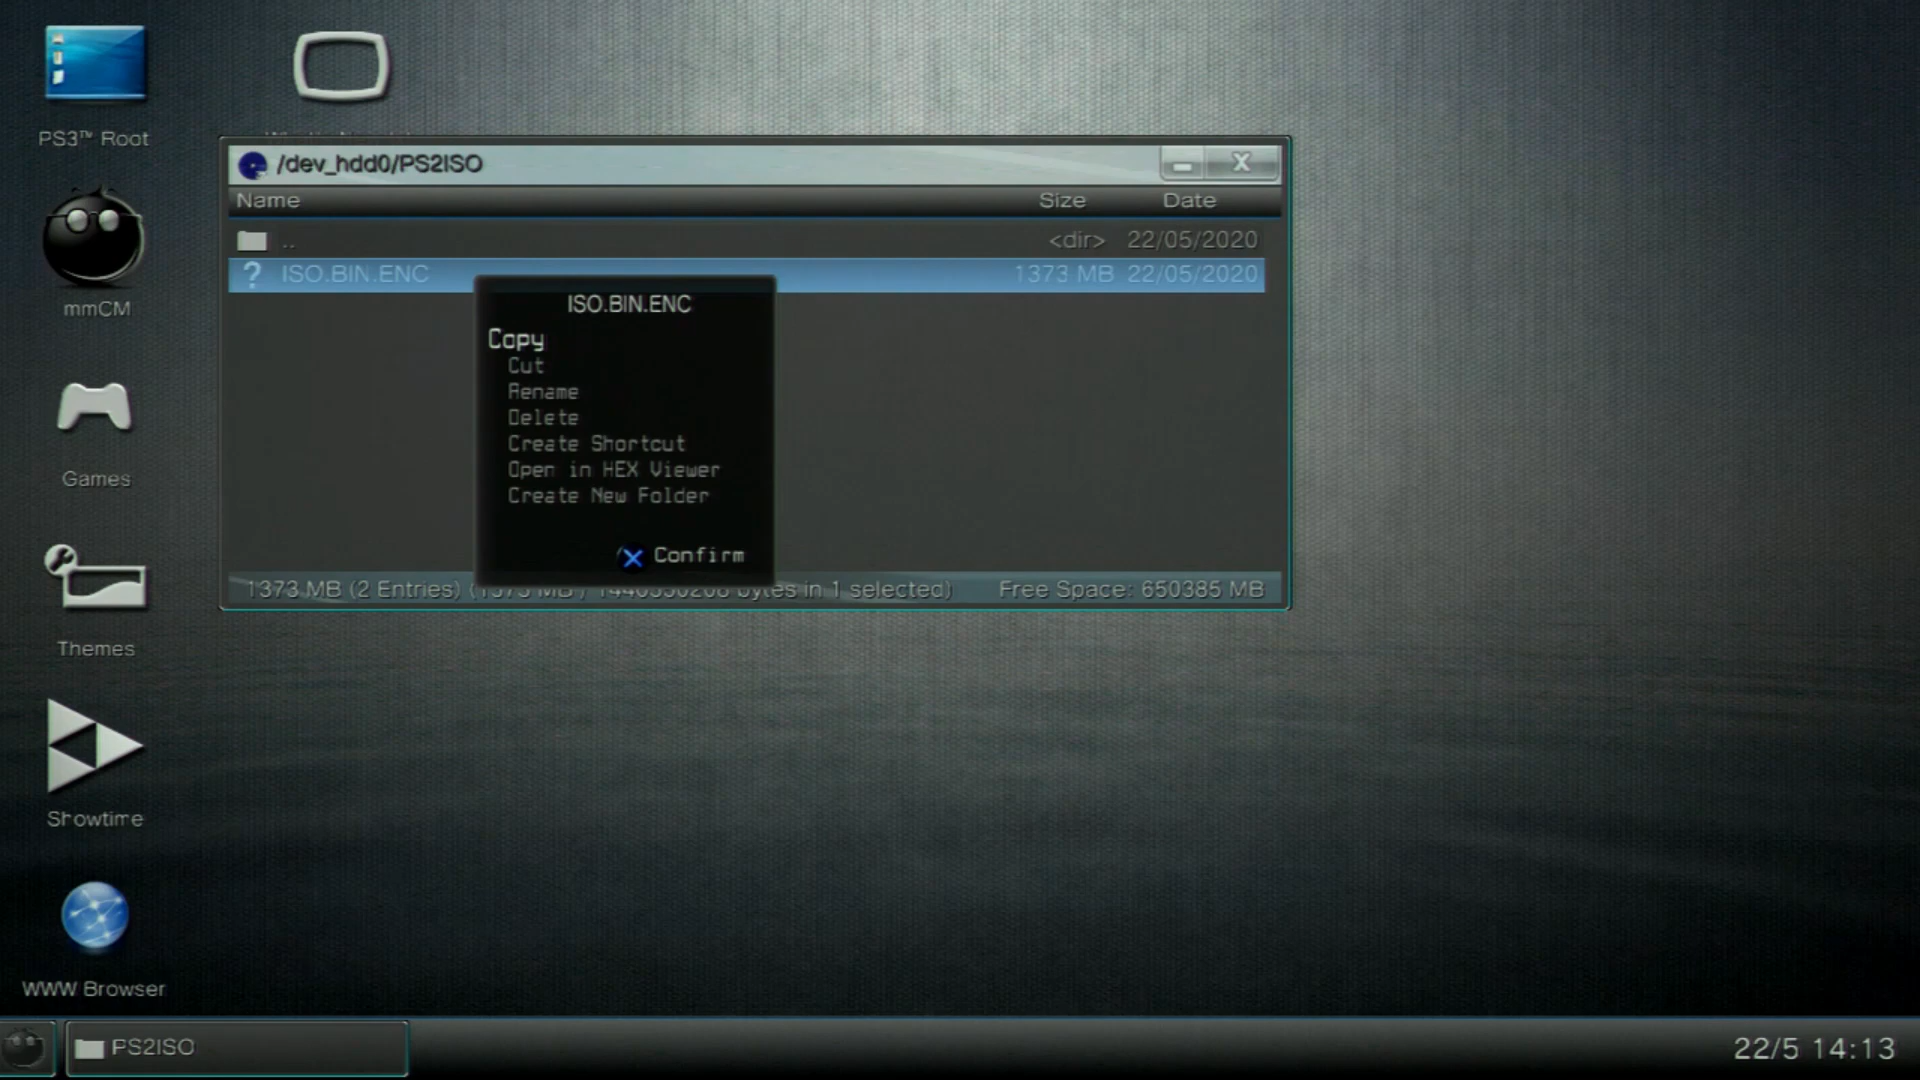 PS3™ Root
mmCM
Games
Themes
Showtime
WWW Browser
/dev_hdd0/PS2ISO
X
Name Size Date
.. <dir> 22/05/2020
? ISO.BIN.ENC 1373 MB 22/05/2020
ISO.BIN.ENC
Copy
Cut
Rename
Delete
Create Shortcut
Open in HEX Viewer
Create New Folder
Confirm
1373 MB (2 Entries) bytes in 1 selected) Free Space: 650385 MB
PS2ISO
22/5 14:13